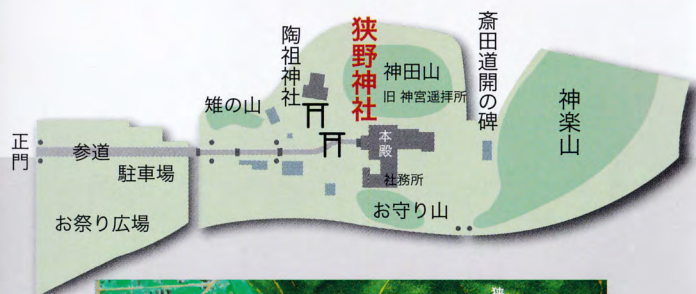 正門
参道
駐車場
お祭り広場
雉の山
陶祖神社
狭野神社
神田山
旧 神宮遥拝所
本殿
社務所
お守り山
斎田道開の碑
神楽山
狭